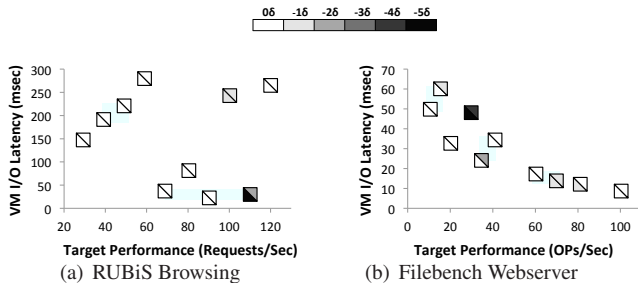 0δ -1δ -2δ -3δ -4δ -5δ
VM I/O Latency (msec)
300
250
200
150
100
50
0
20 40 60 80 100 120
Target Performance (Requests/Sec)
(a) RUBiS Browsing
VM I/O Latency (msec)
70
60
50
40
30
20
10
0
0 20 40 60 80 100
Target Performance (OPs/Sec)
(b) Filebench Webserver